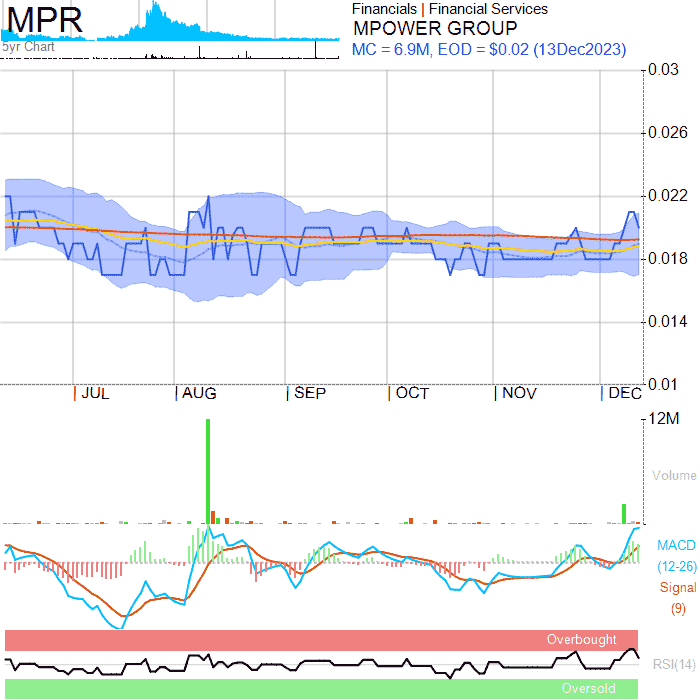 MPR
Financials | Financial Services
MPOWER GROUP
5yr Chart
MC = 6.9M, EOD = $0.02 (13Dec2023)
0.03
0.026
0.022
0.018
0.014
0.01
| JUL | AUG | SEP | OCT | NOV | DEC
12M
Volume
MACD
(12-26)
Signal
(9)
Overbought
RSI(14)
Oversold